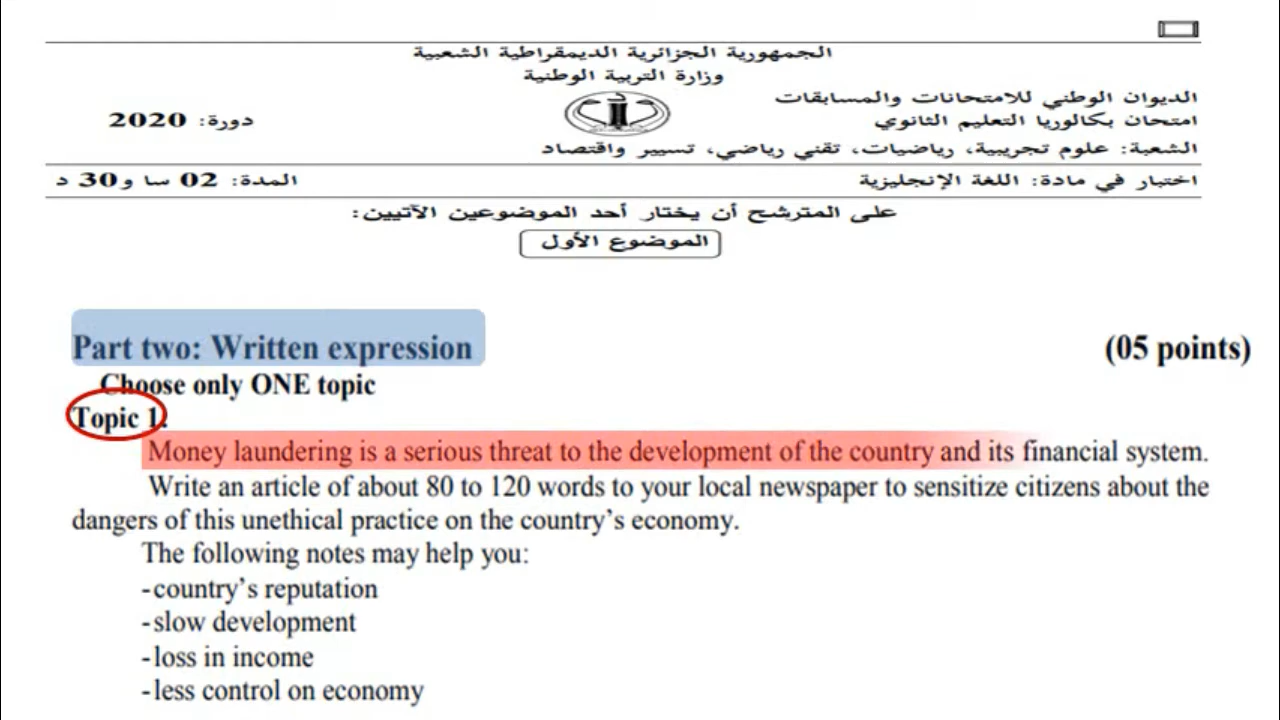 الجمهورية الجزائرية الديمقراطية الشعبية
وزارة التربية الوطنية
الديوان الوطني للامتحانات والمسابقات
امتحان بكالوريا التعليم الثانوي
دورة: 2020
الشعبة: علوم تجريبية، رياضيات، تقني رياضي، تسيير واقتصاد
اختبار في مادة: اللغة الإنجليزية
المدة: 02 سا و30 د
على المترشح أن يختار أحد الموضوعين الآتيين:
الموضوع الأول
Part two: Written expression (05 points)
Choose only ONE topic
Topic 1:
Money laundering is a serious threat to the development of the country and its financial system.
Write an article of about 80 to 120 words to your local newspaper to sensitize citizens about the
dangers of this unethical practice on the country's economy.
The following notes may help you:
-country's reputation
-slow development
-loss in income
-less control on economy